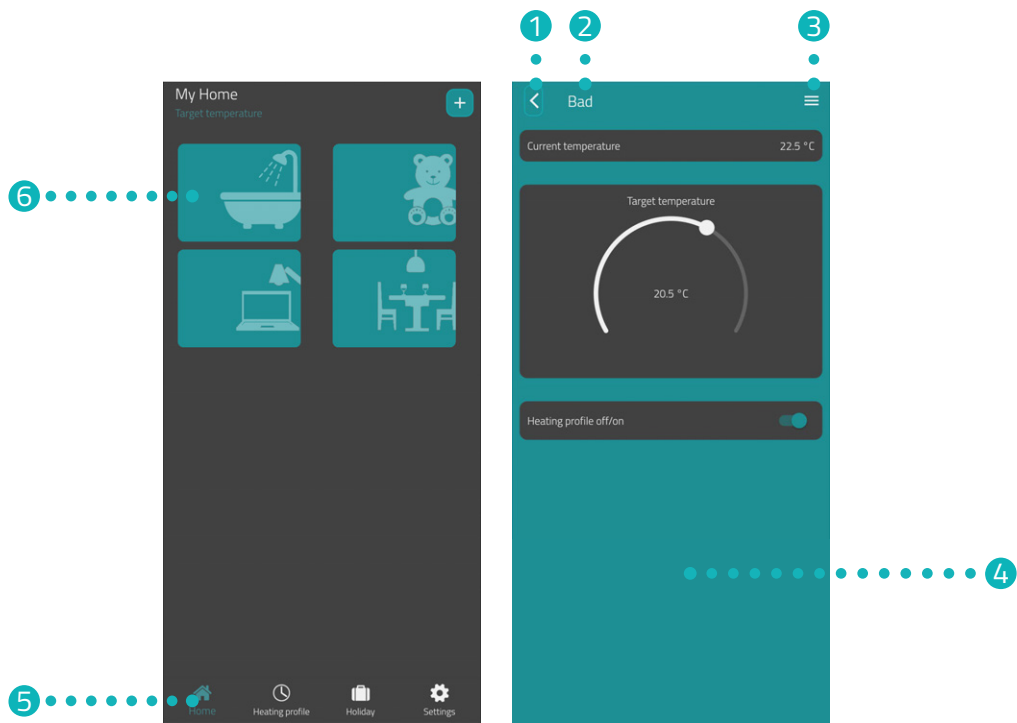 1 2 3
My Home
Target temperature
+
Bad
Current temperature 22.5 °C
6
Target temperature
20.5 °C
Heating profile off/on
4
5
Home Heating profile Holiday Settings